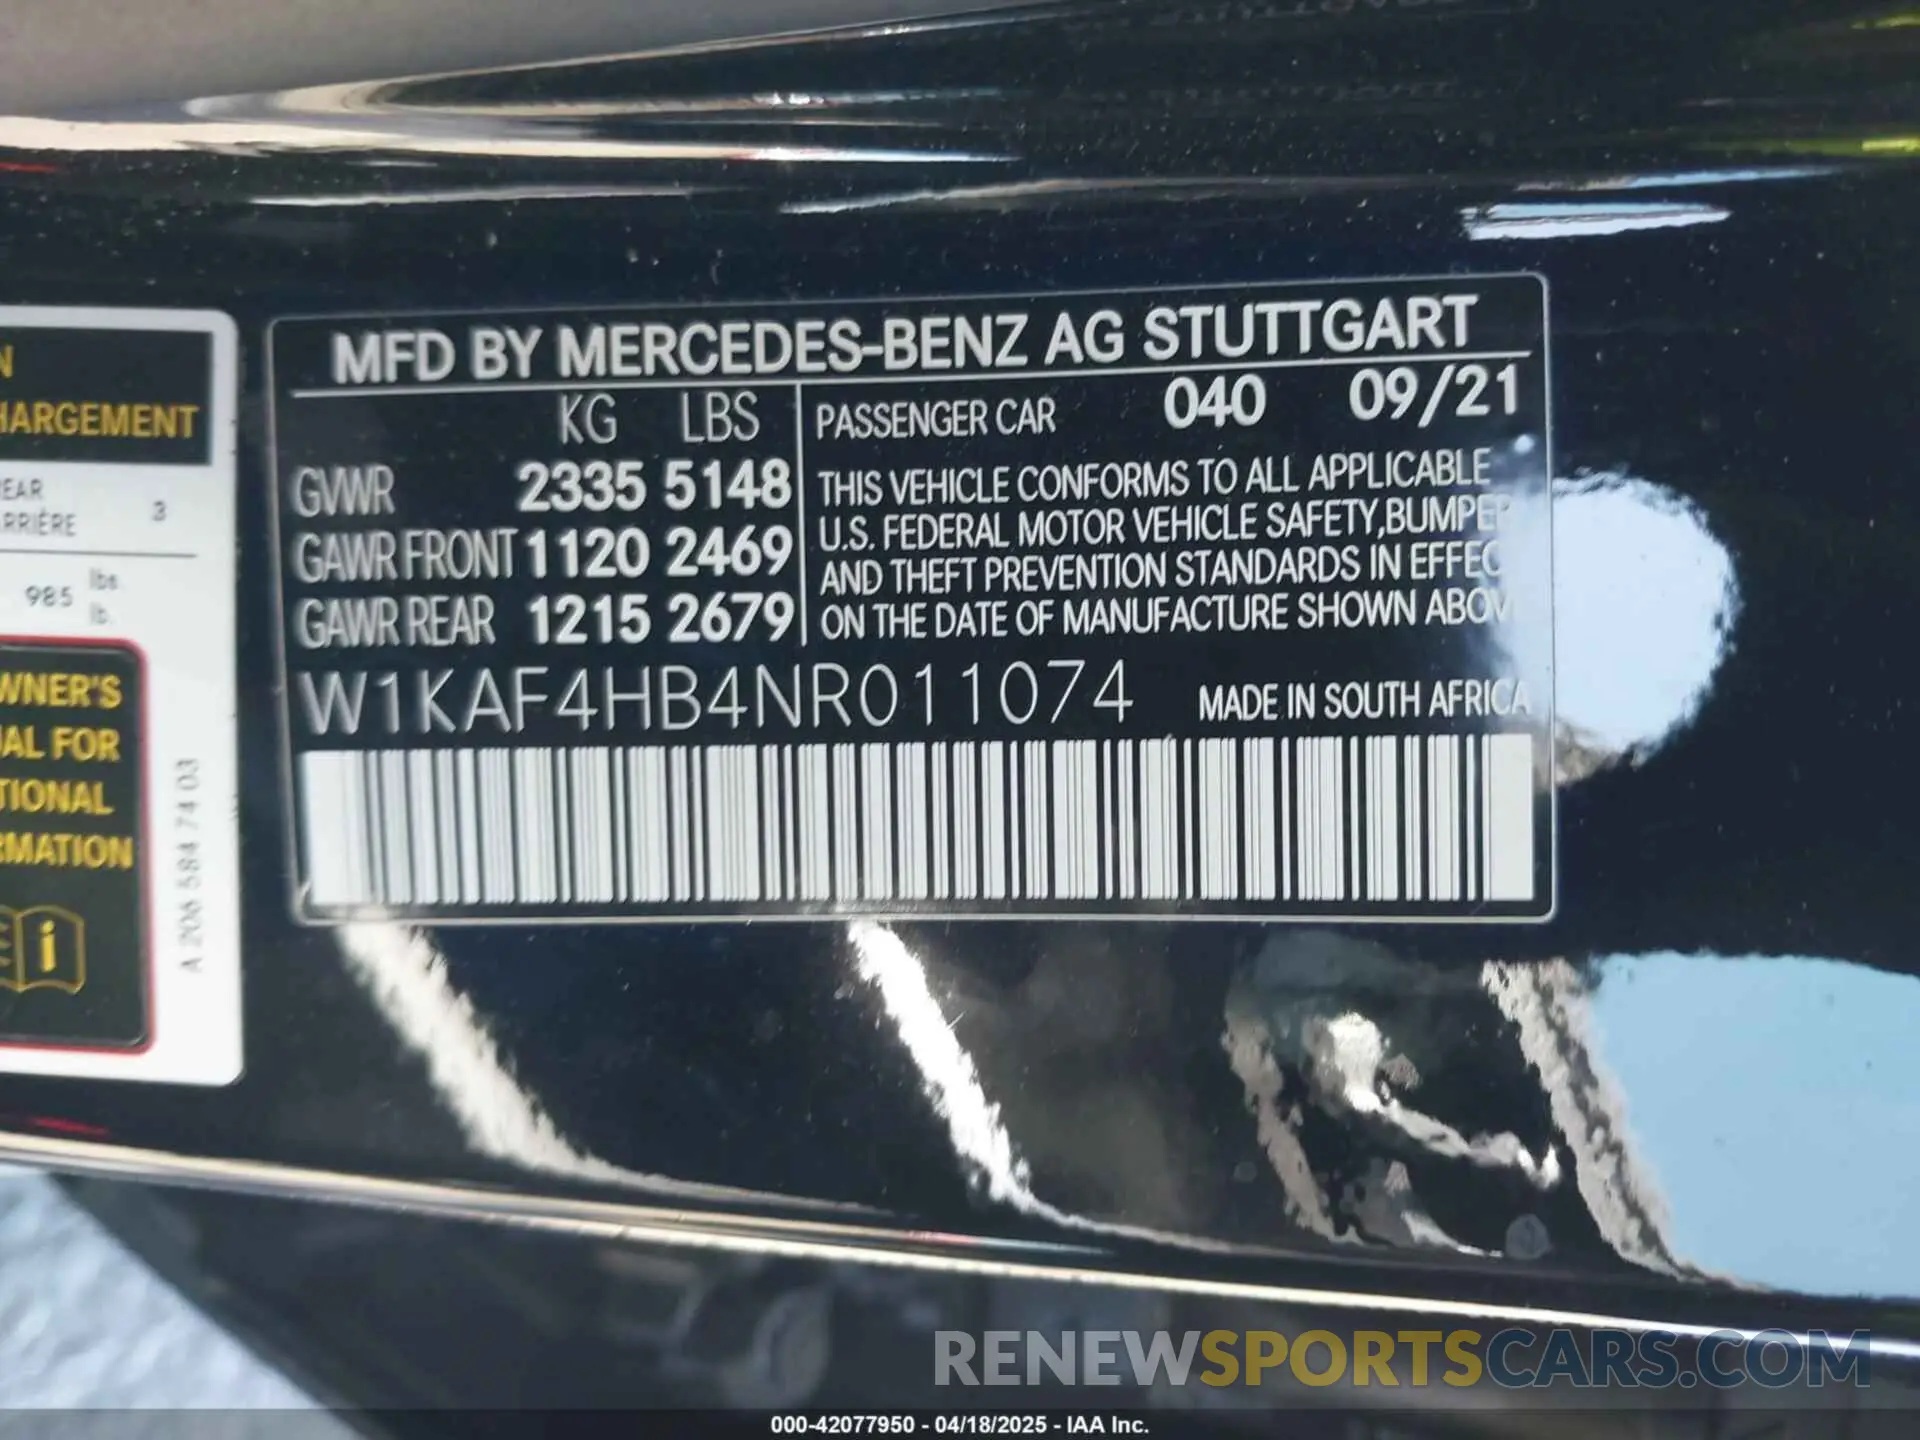 MFD BY MERCEDES-BENZ AG STUTTGART
KG LBS
GVWR 2335 5148
GAWR FRONT 1120 2469
GAWR REAR 1215 2679
PASSENGER CAR 040 09/21
THIS VEHICLE CONFORMS TO ALL APPLICABLE
U.S. FEDERAL MOTOR VEHICLE SAFETY,BUMPER
AND THEFT PREVENTION STANDARDS IN EFFEC
ON THE DATE OF MANUFACTURE SHOWN ABOV
W1KAF4HB4NR011074 MADE IN SOUTH AFRICA
N
HARGEMENT
EAR 3
RRIÈRE
985 lbs
lb.
WNER'S
JAL FOR
TIONAL
RMATION
i
A 206 584 74 03
RENEWSPORTSCARS.COM
000-42077950 - 04/18/2025 - IAA Inc.